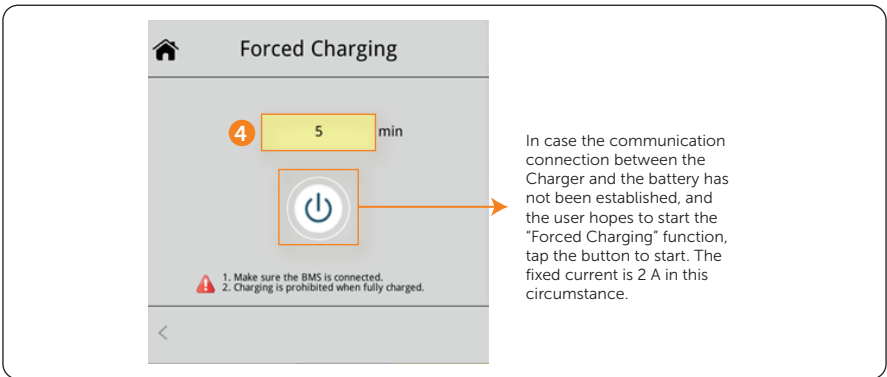 Forced Charging
4
5 min
1. Make sure the BMS is connected.
2. Charging is prohibited when fully charged.
In case the communication
connection between the
Charger and the battery has
not been established, and
the user hopes to start the
“Forced Charging” function,
tap the button to start. The
fixed current is 2 A in this
circumstance.